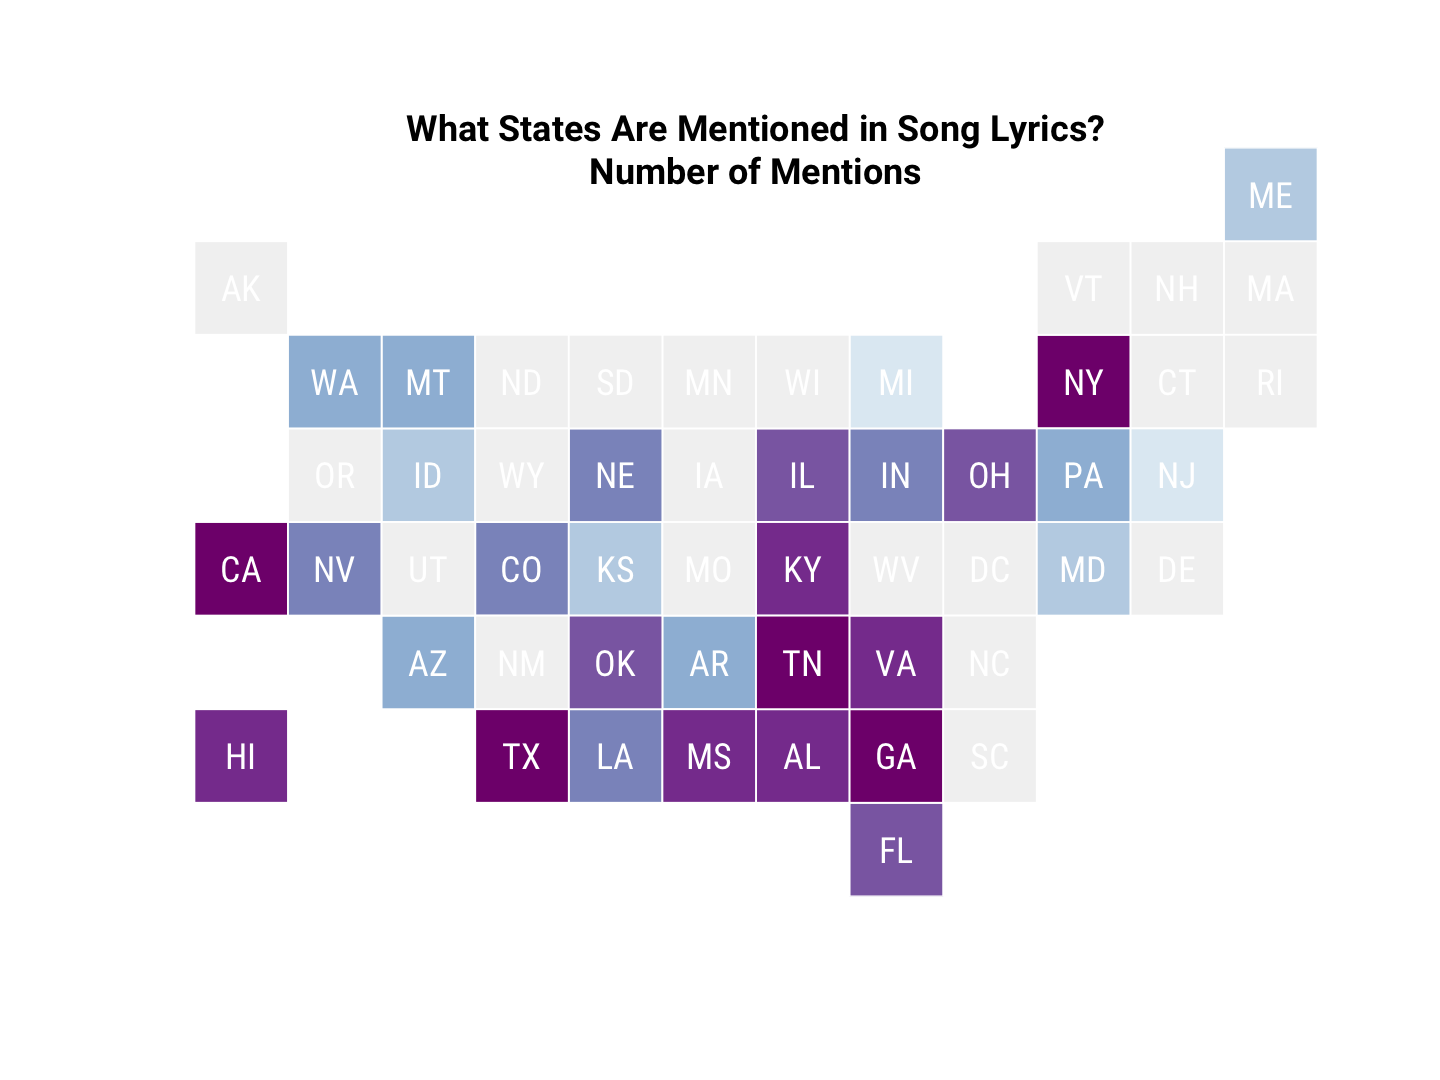 What States Are Mentioned in Song Lyrics?
Number of Mentions
ME
AK VT NH MA
WA MT ND SD MN WI MI NY CT RI
OR ID WY NE IA IL IN OH PA NJ
CA NV UT CO KS MO KY WV DC MD DE
AZ NM OK AR TN VA NC
HI TX LA MS AL GA SC
FL